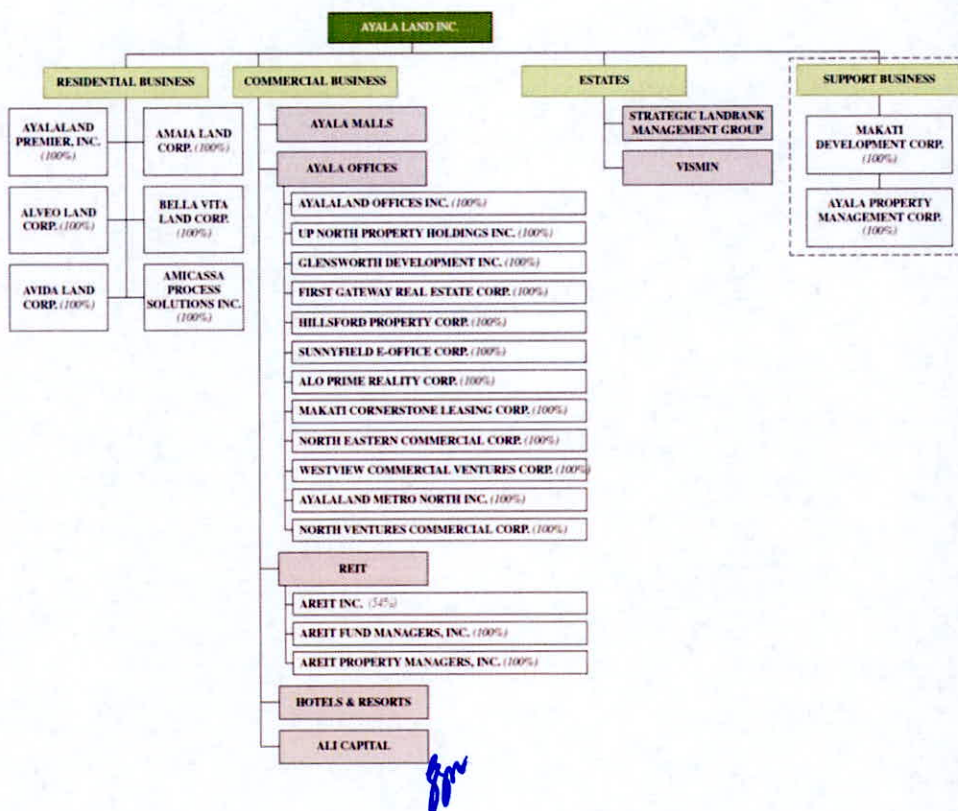 AYALA LAND INC.
RESIDENTIAL BUSINESS
COMMERCIAL BUSINESS
ESTATES
SUPPORT BUSINESS
AYALALAND
PREMIER, INC.
(100%)
AMAIA LAND
CORP. (100%)
ALVEO LAND
CORP. (100%)
BELLA VITA
LAND CORP.
(100%)
AVIDA LAND
CORP. (100%)
AMICASSA
PROCESS
SOLUTIONS INC.
(100%)
AYALA MALLS
AYALA OFFICES
AYALALAND OFFICES INC. (100%)
UP NORTH PROPERTY HOLDINGS INC. (100%)
GLENSWORTH DEVELOPMENT INC. (100%)
FIRST GATEWAY REAL ESTATE CORP. (100%)
HILLSFORD PROPERTY CORP. (100%)
SUNNYFIELD E-OFFICE CORP. (100%)
ALO PRIME REALITY CORP. (100%)
MAKATI CORNERSTONE LEASING CORP. (100%)
NORTH EASTERN COMMERCIAL CORP. (100%)
WESTVIEW COMMERCIAL VENTURES CORP. (100%)
AYALALAND METRO NORTH INC. (100%)
NORTH VENTURES COMMERCIAL CORP. (100%)
REIT
AREIT INC. (54%)
AREIT FUND MANAGERS, INC. (100%)
AREIT PROPERTY MANAGERS, INC. (100%)
HOTELS & RESORTS
ALI CAPITAL
STRATEGIC LANDBANK
MANAGEMENT GROUP
VISMIN
MAKATI
DEVELOPMENT CORP.
(100%)
AYALA PROPERTY
MANAGEMENT CORP.
(100%)